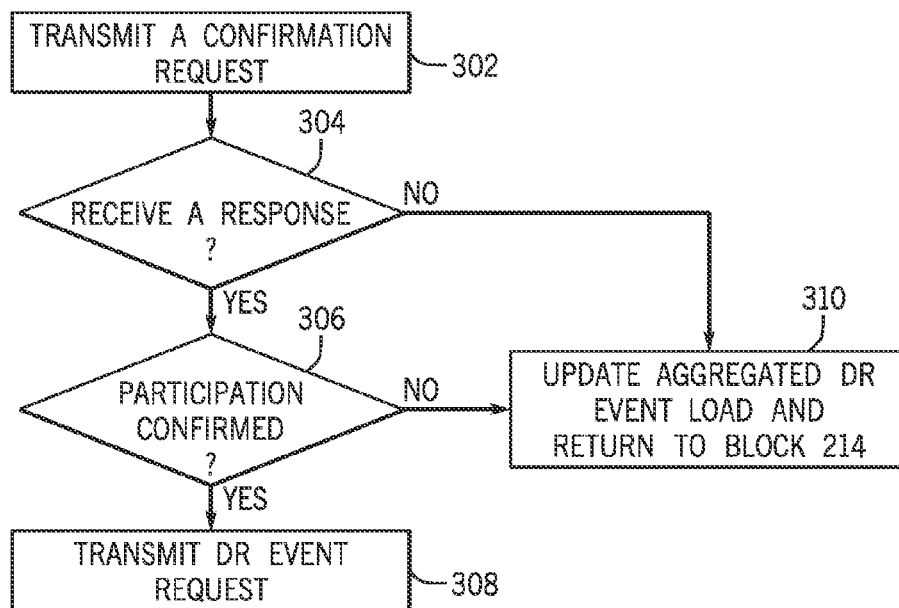 TRANSMIT A CONFIRMATION
REQUEST
302
304
RECEIVE A RESPONSE
?
NO
YES
306
PARTICIPATION
CONFIRMED
?
NO
YES
310
UPDATE AGGREGATED DR
EVENT LOAD AND
RETURN TO BLOCK 214
TRANSMIT DR EVENT
REQUEST
308